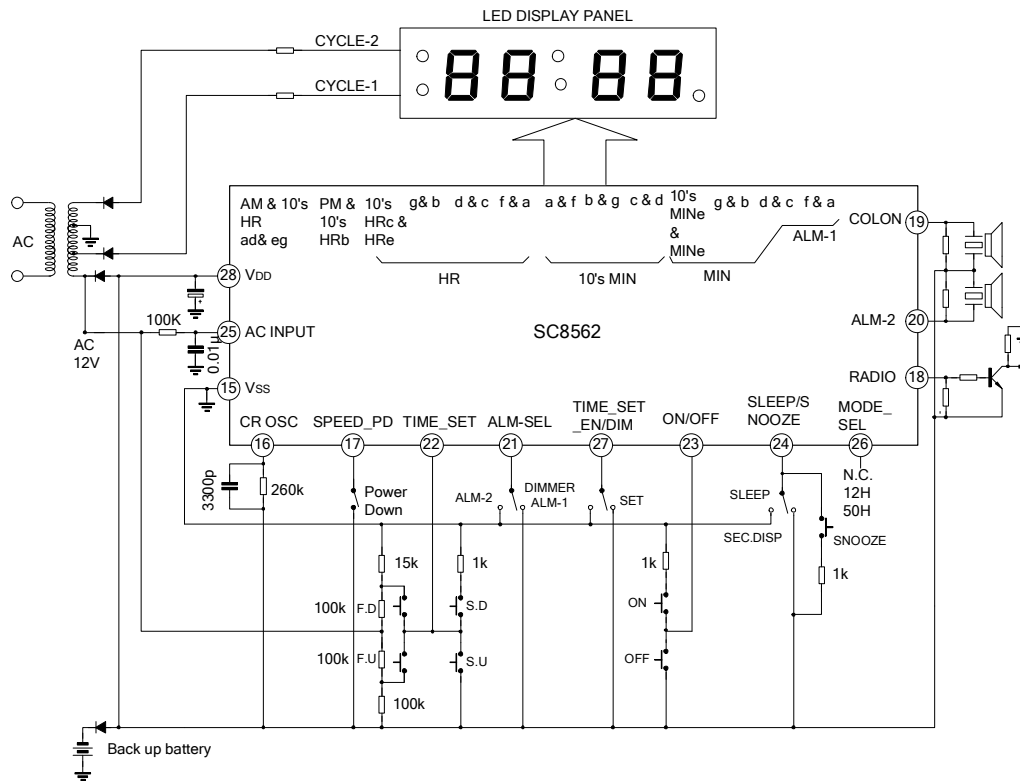 LED DISPLAY PANEL
CYCLE-2
CYCLE-1
AM & 10's
HR
ad& eg
PM &
10's
HRb
10's
HRc &
HRe
g& b d& c f& a
HR
a& f b& g c& d
10's MIN
10's
MINe
&
MINe
g& b d& c f& a
MIN
ALM-1
COLON
19
AC
28
VDD
+
100K
25
AC INPUT
SC8562
ALM-2
20
AC
12V
0.01µ
15
VSS
RADIO
18
CR OSC
16
SPEED_PD
17
TIME_SET
22
ALM-SEL
21
TIME_SET
_EN/DIM
27
ON/OFF
23
SLEEP/S
NOOZE
24
MODE_
SEL
26
N.C.
12H
50H
3300p
260k
Power
Down
ALM-2
DIMMER
ALM-1
SET
SLEEP
SEC.DISP
SNOOZE
1k
15k
1k
1k
100k
F.D
S.D
ON
100k
F.U
S.U
OFF
100k
Back up battery